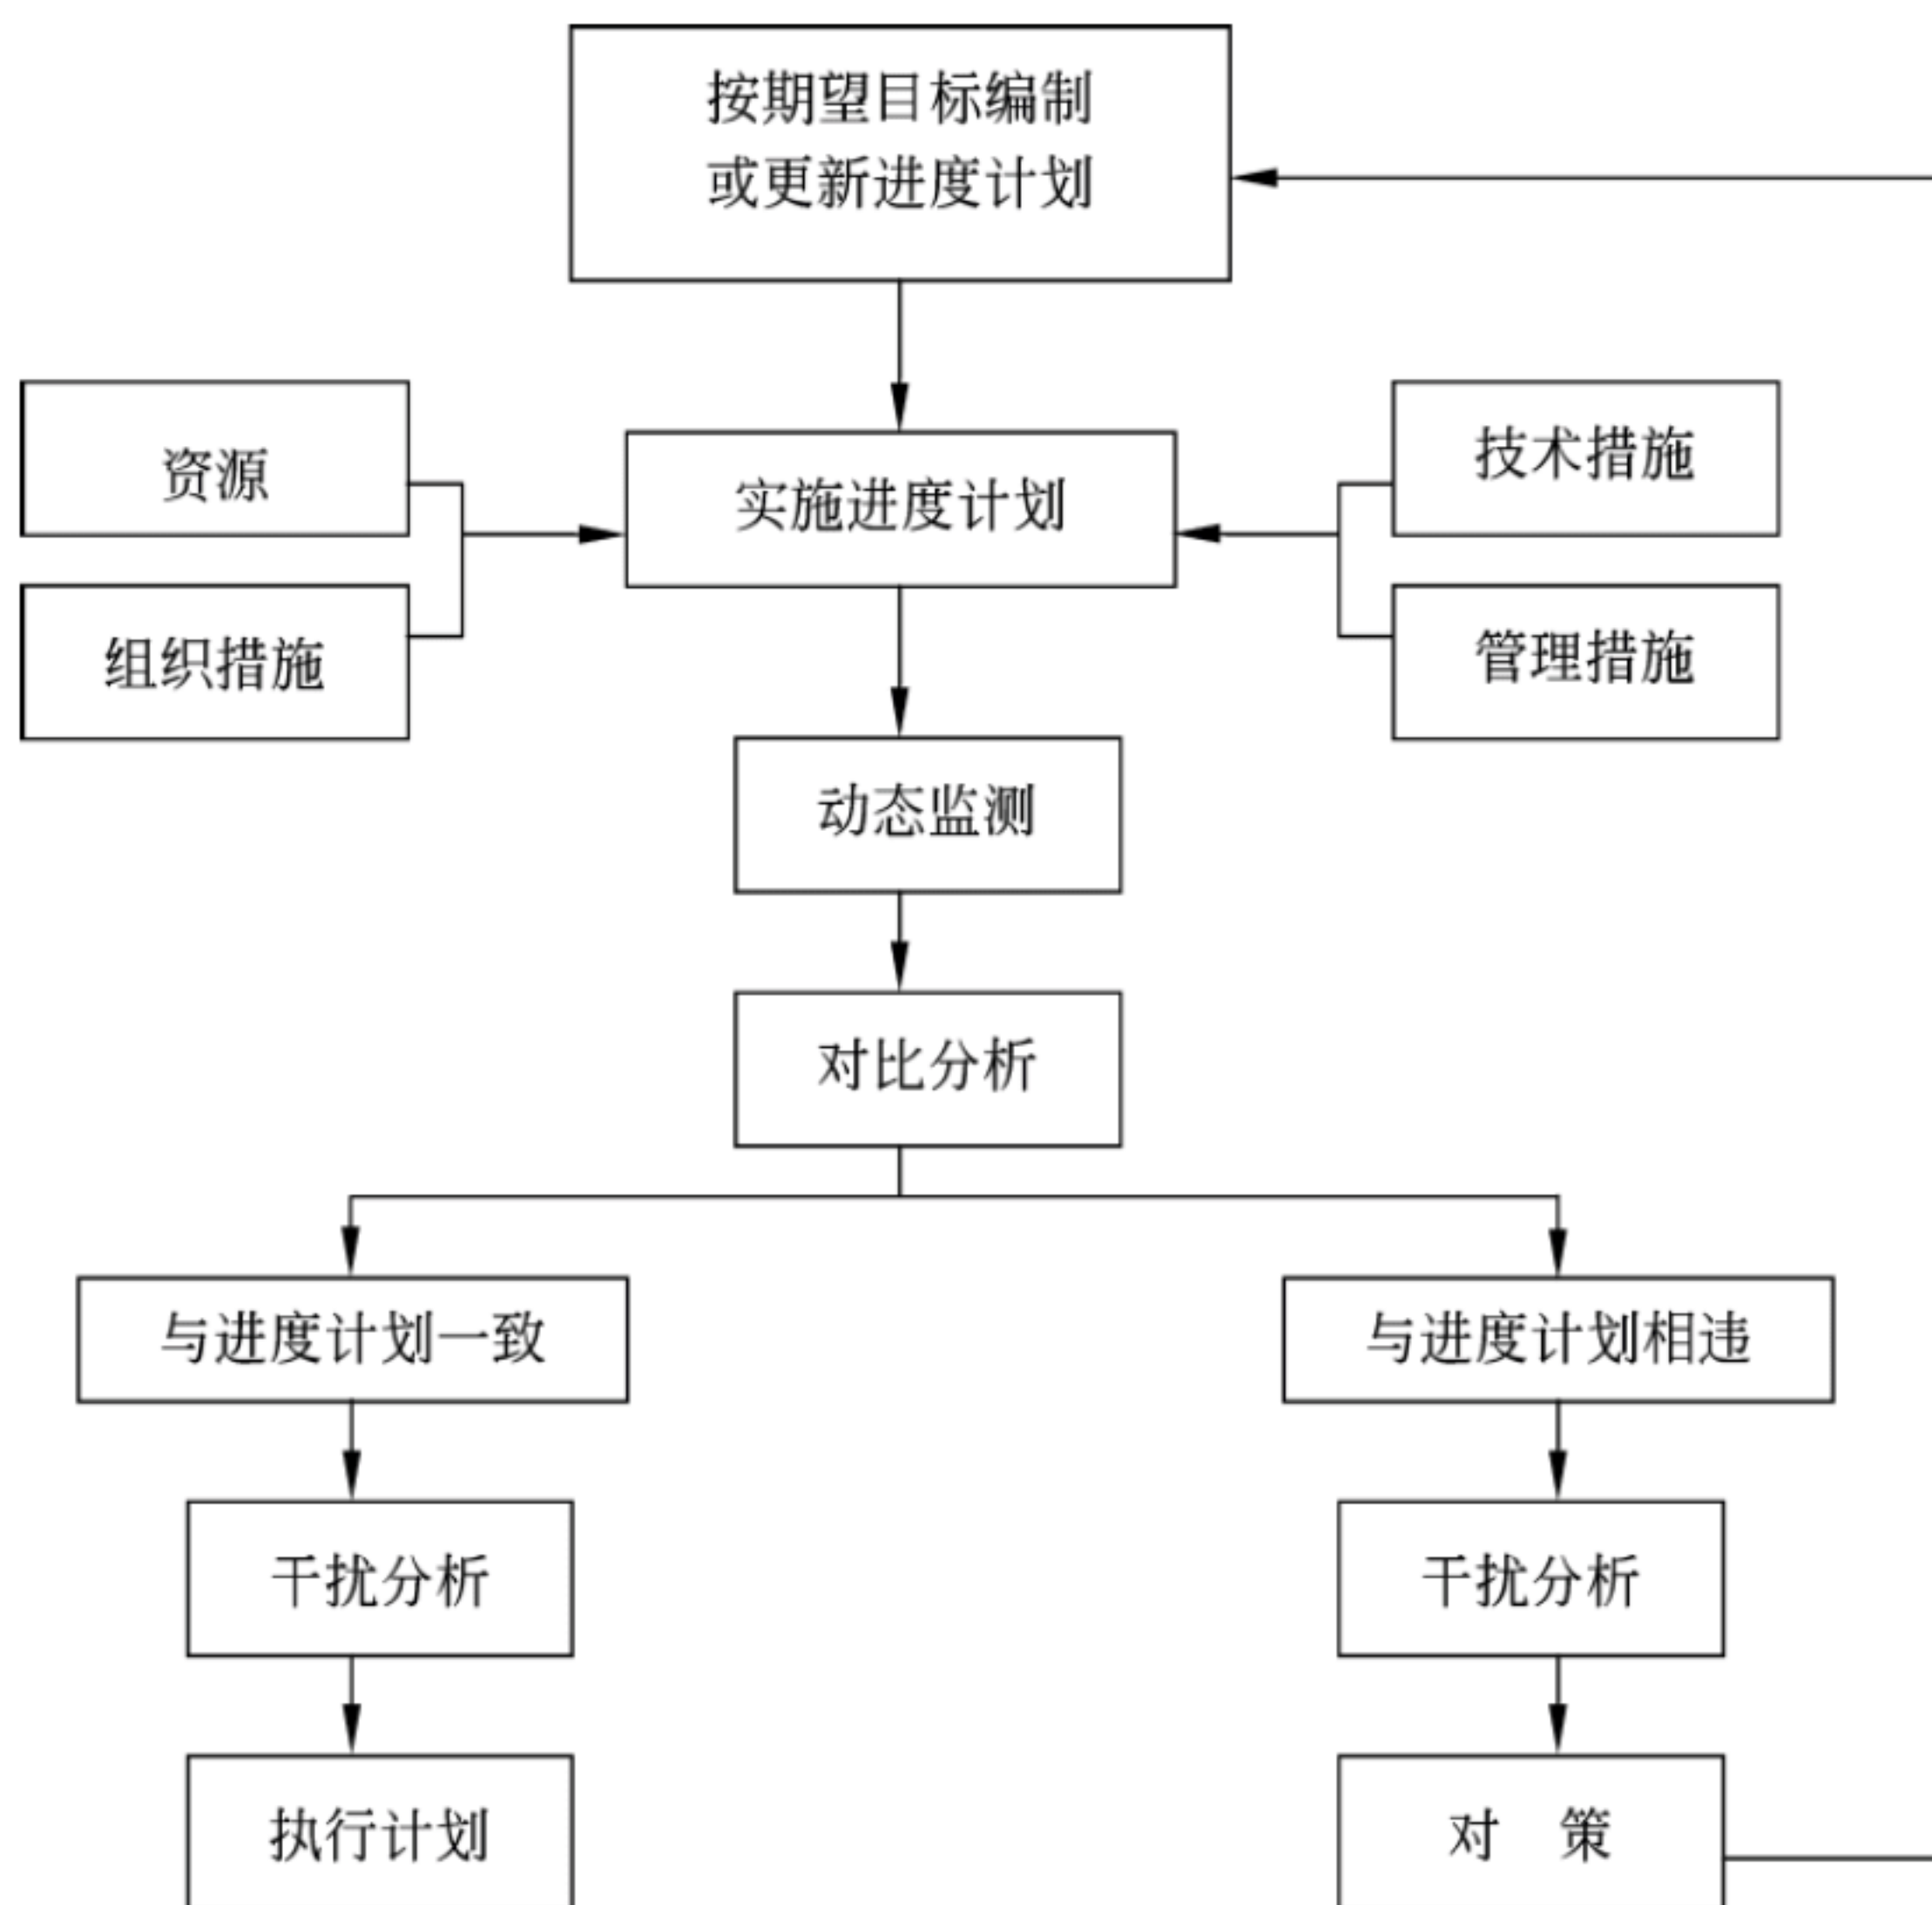 按期望目标编制
或更新进度计划
资源
实施进度计划
技术措施
组织措施
管理措施
动态监测
对比分析
与进度计划一致
与进度计划相违
干扰分析
干扰分析
执行计划
对 策